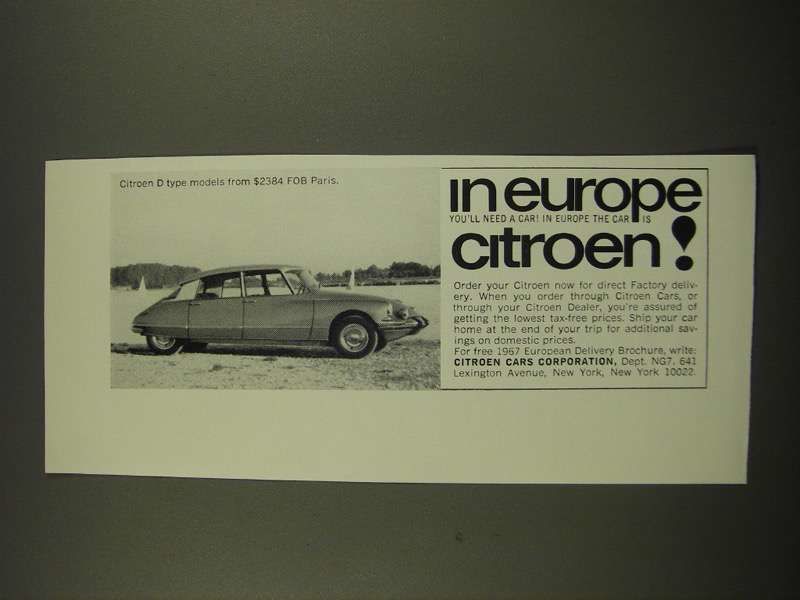 Citroen D type models from $2384 FOB Paris.
in europe
YOU'LL NEED A CAR! IN EUROPE THE CAR IS
citroen!
Order your Citroen now for direct Factory deliv-
ery. When you order through Citroen Cars, or
through your Citroen Dealer, you're assured of
getting the lowest tax-free prices. Ship your car
home at the end of your trip for additional sav-
ings on domestic prices.
For free 1967 European Delivery Brochure, write:
CITROEN CARS CORPORATION, Dept. NG7, 641
Lexington Avenue, New York, New York 10022.